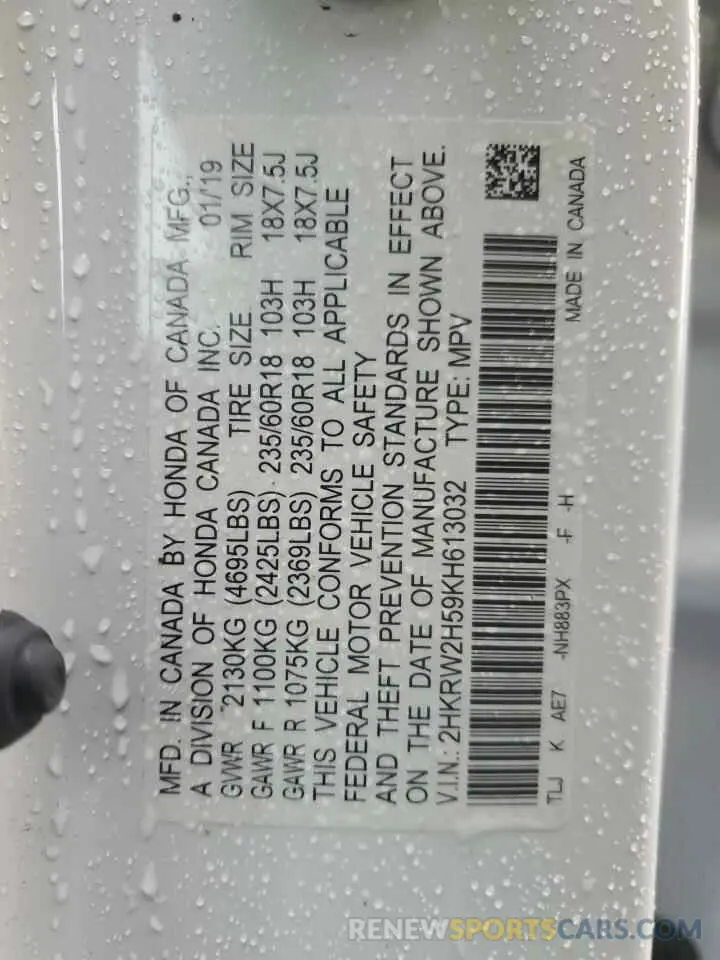 MFD. IN CANADA BY HONDA OF CANADA MFG.,
A DIVISION OF HONDA CANADA INC. 01/19
GVWR 2130KG (4695LBS) TIRE SIZE RIM SIZE
GAWR F 1100KG (2425LBS) 235/60R18 103H 18X7.5J
GAWR R 1075KG (2369LBS) 235/60R18 103H 18X7.5J
THIS VEHICLE CONFORMS TO ALL APPLICABLE
FEDERAL MOTOR VEHICLE SAFETY
AND THEFT PREVENTION STANDARDS IN EFFECT
ON THE DATE OF MANUFACTURE SHOWN ABOVE.
V.I.N.: 2HKRW2H59KH613032 TYPE: MPV
TLJ K AE7 -NH883PX -F -H MADE IN CANADA
RENEWSPORTSCARS.COM